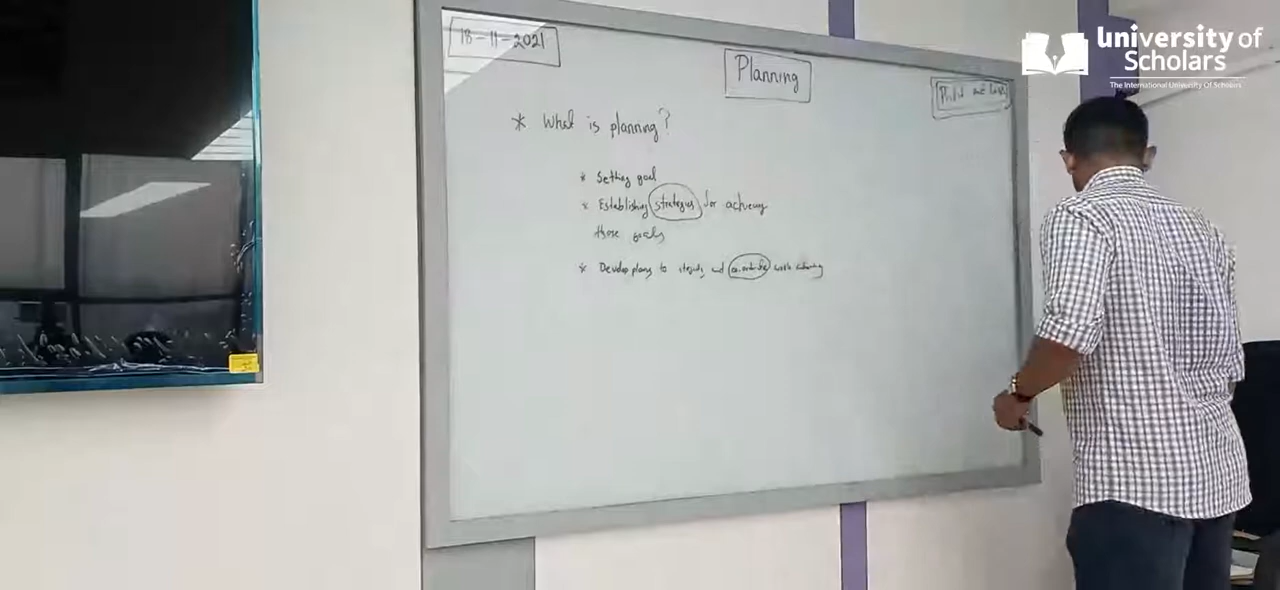 18-11-2021
Planning
University of
Scholars
The International University Of Scholars
* What is planning?
* Setting goal
* Establishing strategies for achieving
those goals
* Develop plans to and